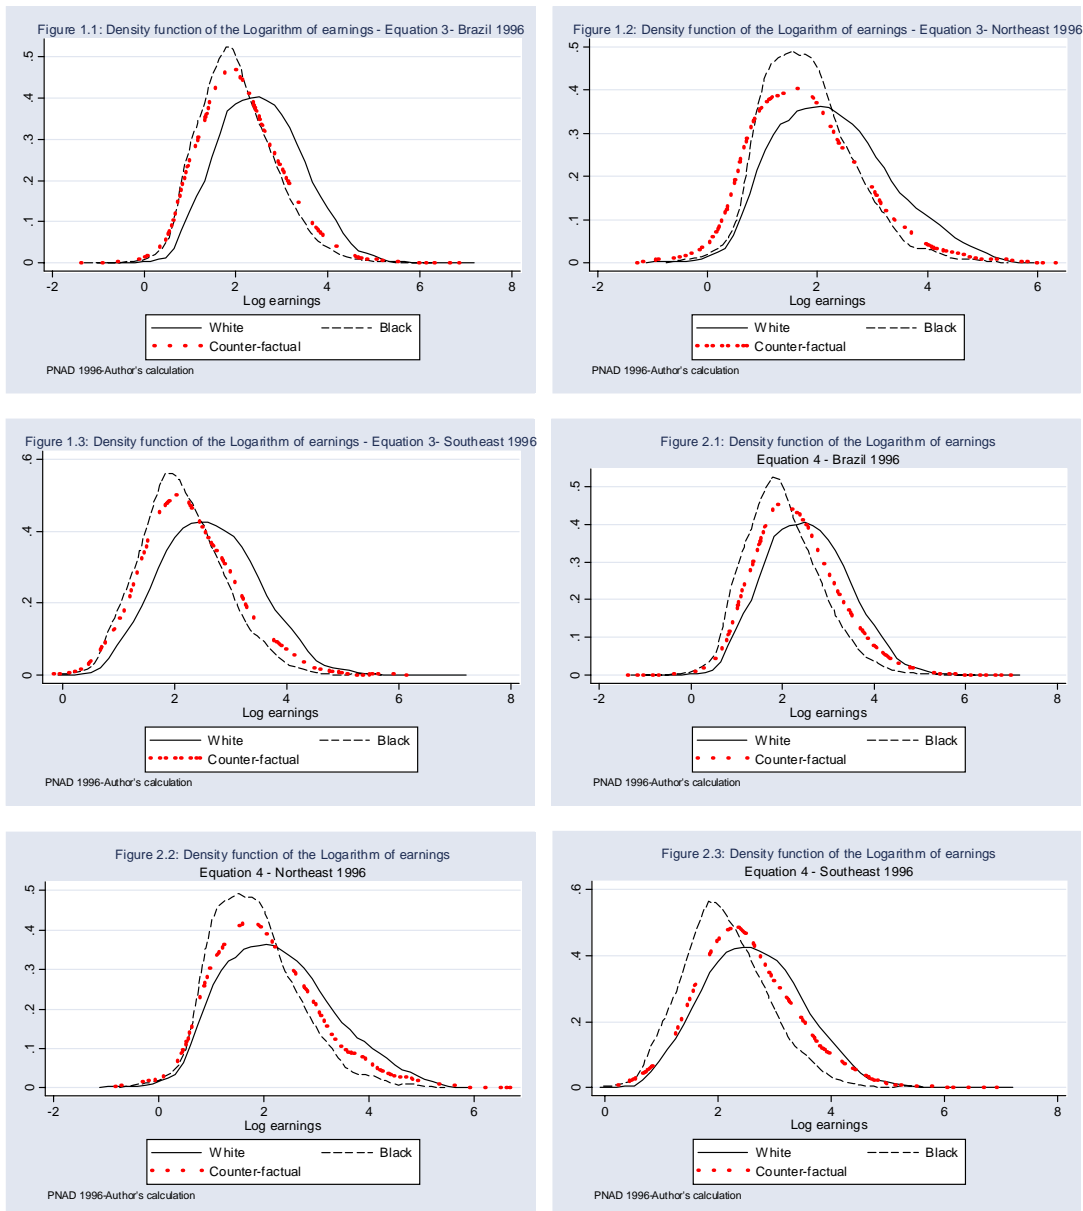 Figure 1.1: Density function of the Logarithm of earnings - Equation 3- Brazil 1996
.5
.4
.3
.2
.1
0
-2 0 2 4 6 8
Log earnings
White Black
Counter-factual
PNAD 1996-Author's calculation
Figure 1.2: Density function of the Logarithm of earnings - Equation 3- Northeast 1996
.5
.4
.3
.2
.1
0
-2 0 2 4 6
Log earnings
White Black
Counter-factual
PNAD 1996-Author's calculation
Figure 1.3: Density function of the Logarithm of earnings - Equation 3- Southeast 1996
.6
.4
.2
0
0 2 4 6 8
Log earnings
White Black
Counter-factual
PNAD 1996-Author's calculation
Figure 2.1: Density function of the Logarithm of earnings
Equation 4 - Brazil 1996
.5
.4
.3
.2
.1
0
-2 0 2 4 6 8
Log earnings
White Black
Counter-factual
PNAD 1996-Author's calculation
Figure 2.2: Density function of the Logarithm of earnings
Equation 4 - Northeast 1996
.5
.4
.3
.2
.1
0
-2 0 2 4 6
Log earnings
White Black
Counter-factual
PNAD 1996-Author's calculation
Figure 2.3: Density function of the Logarithm of earnings
Equation 4 - Southeast 1996
.6
.4
.2
0
0 2 4 6 8
Log earnings
White Black
Counter-factual
PNAD 1996-Author's calculation